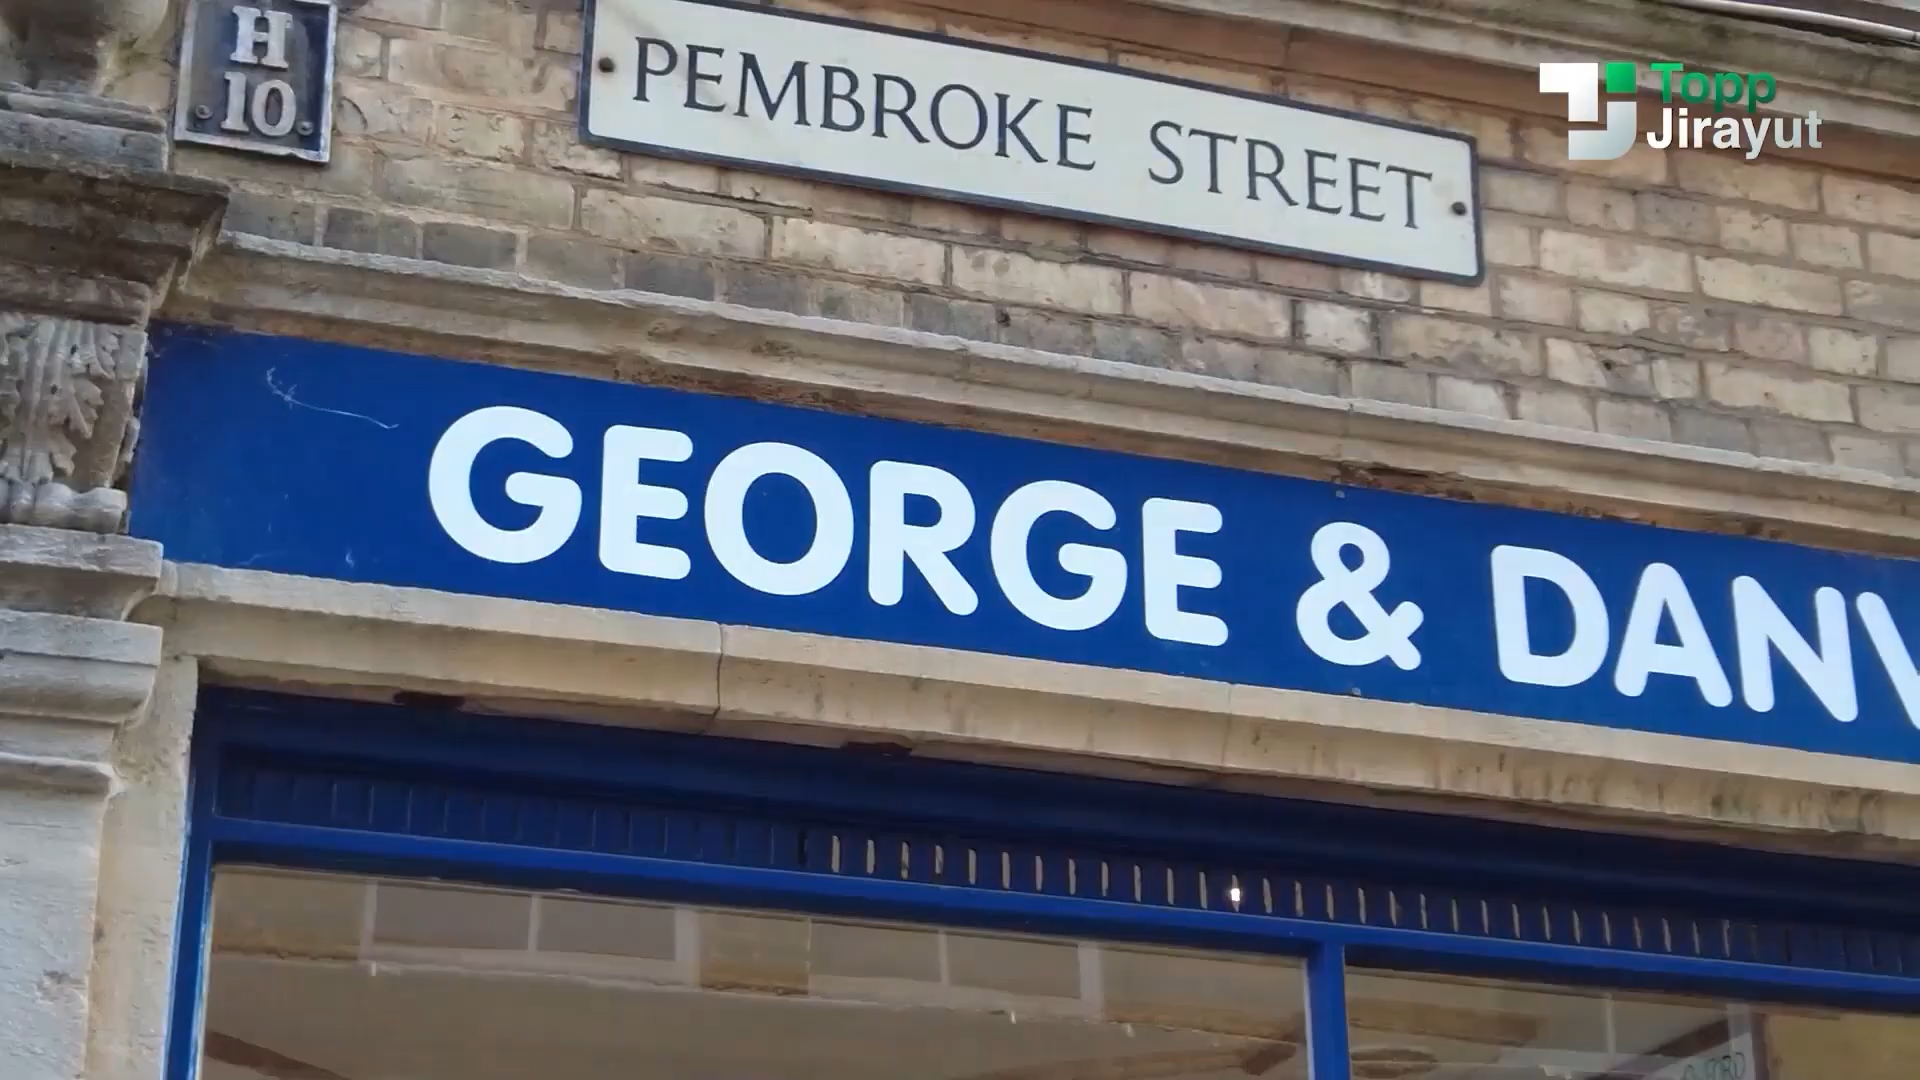 H
10
PEMBROKE STREET
Topp
Jirayut
GEORGE & DANV